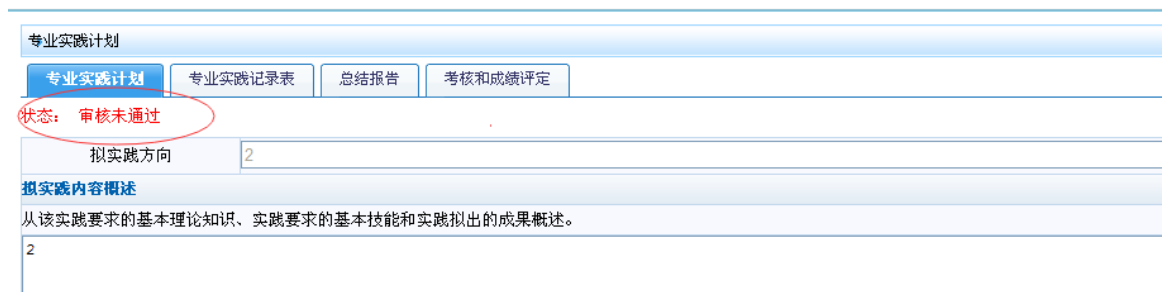 专业实践计划
专业实践计划 专业实践记录表 总结报告 考核和成绩评定
状态： 审核未通过
拟实践方向 2
拟实践内容概述
从该实践要求的基本理论知识、实践要求的基本技能和实践拟出的成果概述。
2